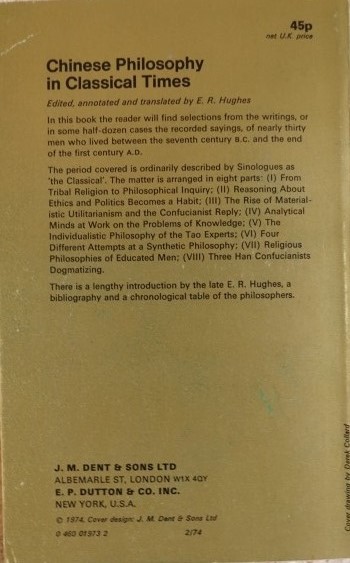 45p
net U.K. price
Chinese Philosophy
in Classical Times
Edited, annotated and translated by E. R. Hughes
In this book the reader will find selections from the writings, or
in some half-dozen cases the recorded sayings, of nearly thirty
men who lived between the seventh century B.C. and the end
of the first century A.D.
The period covered is ordinarily described by Sinologues as
'the Classical'. The matter is arranged in eight parts: (I) From
Tribal Religion to Philosophical Inquiry; (II) Reasoning About
Ethics and Politics Becomes a Habit; (III) The Rise of Material-
istic Utilitarianism and the Confucianist Reply; (IV) Analytical
Minds at Work on the Problems of Knowledge; (V) The
Individualistic Philosophy of the Tao Experts; (VI) Four
Different Attempts at a Synthetic Philosophy; (VII) Religious
Philosophies of Educated Men; (VIII) Three Han Confucianists
Dogmatizing.
There is a lengthy introduction by the late E. R. Hughes, a
bibliography and a chronological table of the philosophers.
J. M. DENT & SONS LTD
ALBEMARLE ST, LONDON W1X 4QY
E. P. DUTTON & CO. INC.
NEW YORK, U.S.A.
© 1974, Cover design: J. M. Dent & Sons Ltd
0 460 01973 2 2/74
Cover drawing by Derek Collard